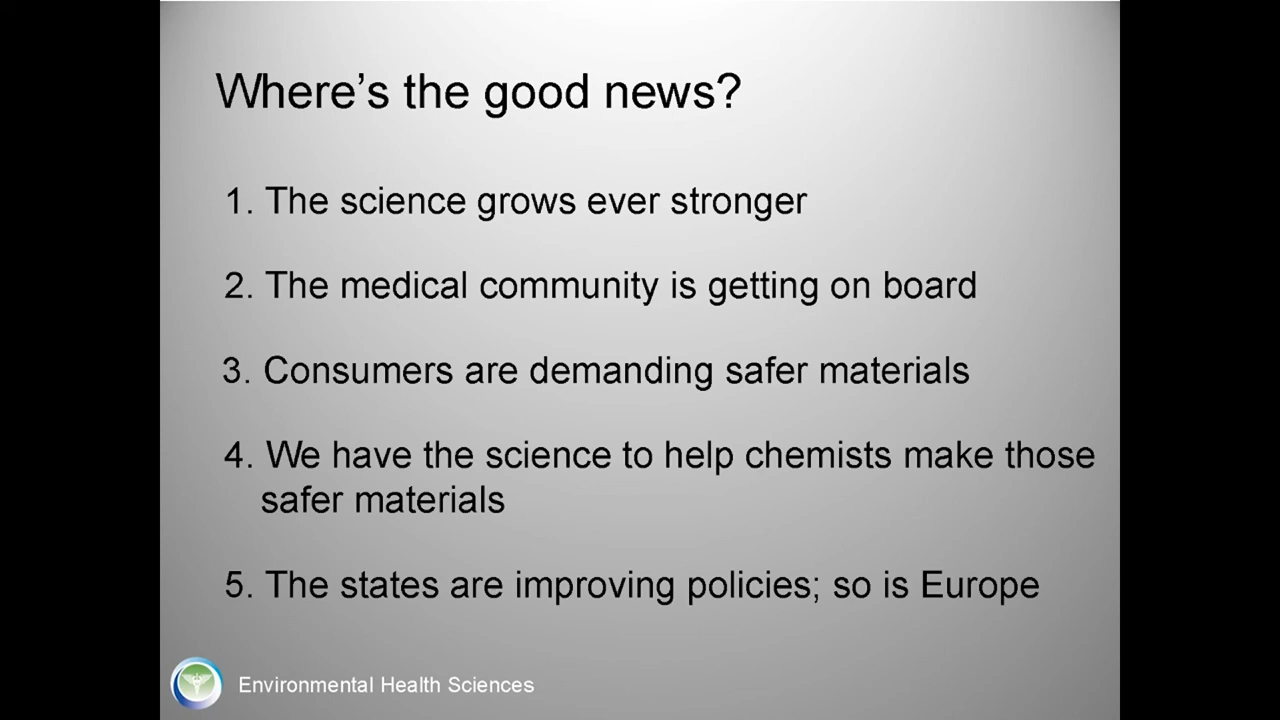 Where's the good news?
1. The science grows ever stronger
2. The medical community is getting on board
3. Consumers are demanding safer materials
4. We have the science to help chemists make those
safer materials
5. The states are improving policies; so is Europe
Environmental Health Sciences